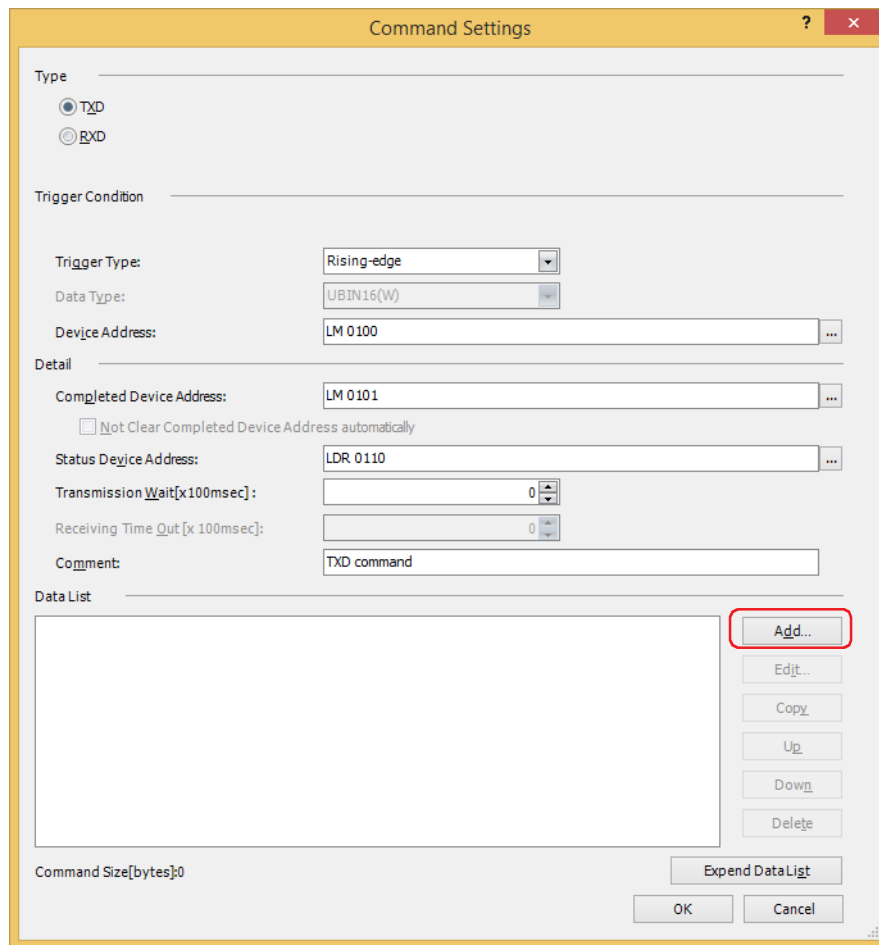 Command Settings ? ×
Type
TXD
RXD
Trigger Condition
Trigger Type: Rising-edge
Data Type: UBIN16(W)
Device Address: LM 0100 ...
Detail
Completed Device Address: LM 0101 ...
Not Clear Completed Device Address automatically
Status Device Address: LDR 0110 ...
Transmission Wait[x100msec] : 0
Receiving Time Out [x 100msec]: 0
Comment: TXD command
Data List
Add...
Edit...
Copy
Up
Down
Delete
Command Size[bytes]:0 Expend Data List
OK Cancel